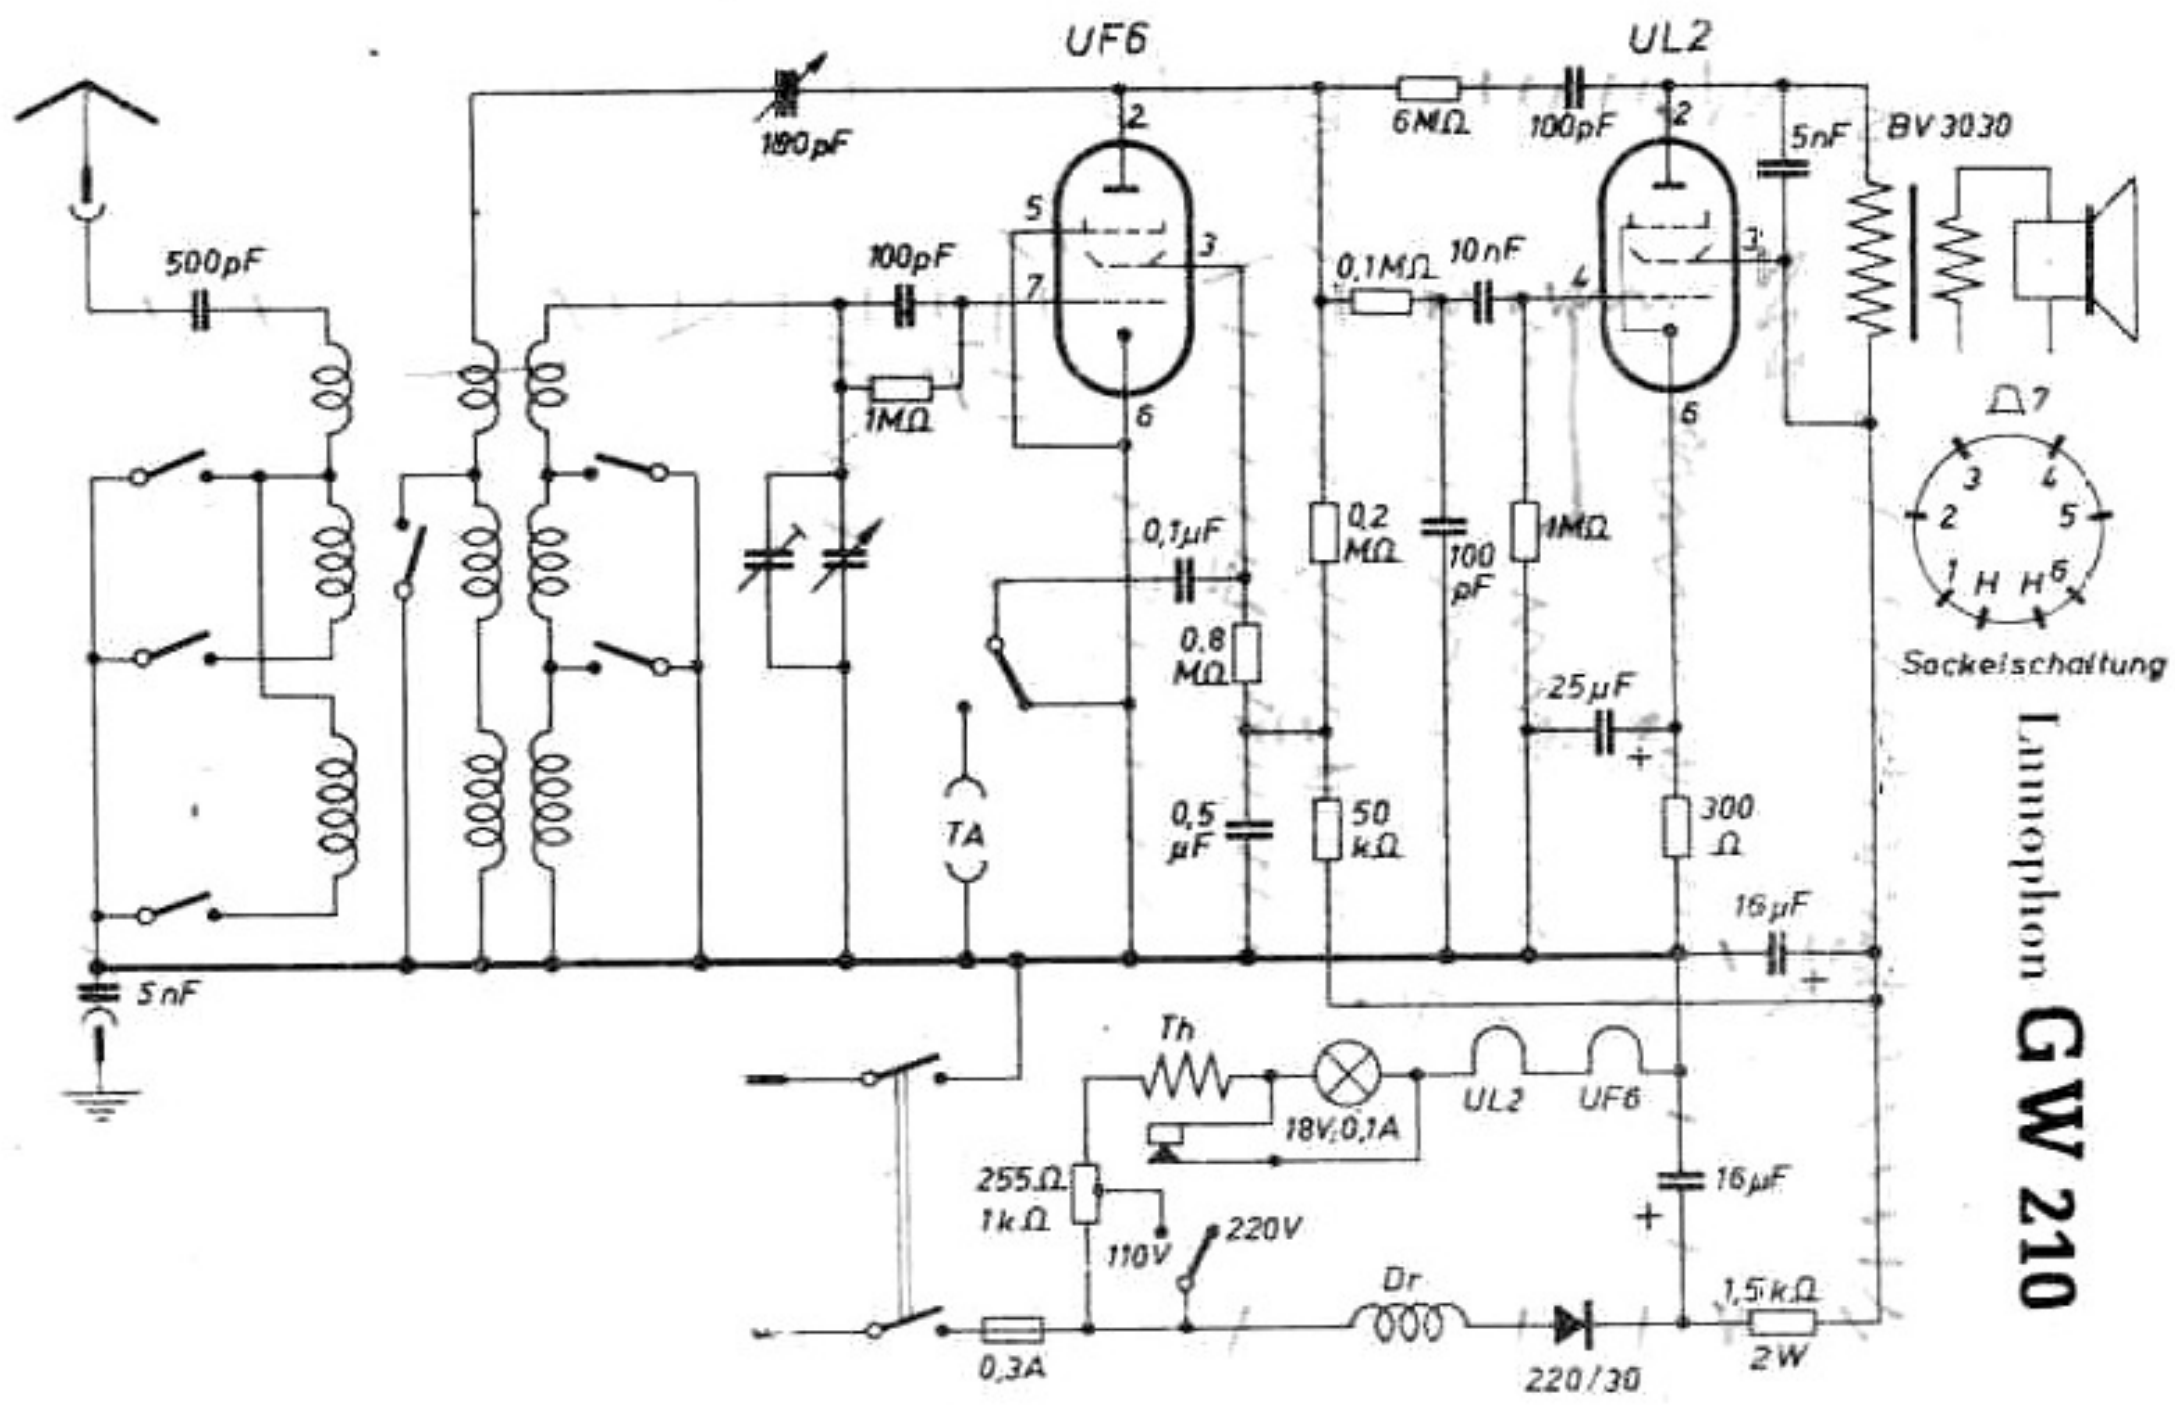 UF6
UL2
180pF
2
6MΩ
100pF
2
5nF
BV 3030
500pF
100pF
5
3
7
0,1MΩ
10nF
4
3
1MΩ
6
6
7
3
4
2
5
1
H
H
6
Sockelschaltung
0,1µF
0,2
MΩ
100
pF
1MΩ
0,8
MΩ
25µF
+
TA
0,5
µF
50
kΩ
300
Ω
16µF
+
5nF
Th
18V;0,1A
UL2
UF6
255Ω
1kΩ
110V
220V
16µF
+
Dr
1,5kΩ
0,3A
220/30
2W
GW 210